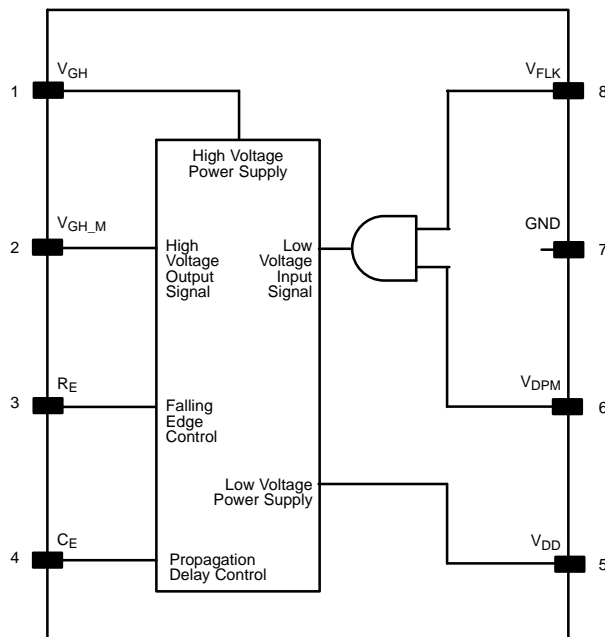 V_GH
V_FLK
1
8
High Voltage
Power Supply
V_GH_M
GND
2
High
Voltage
Output
Signal
Low
Voltage
Input
Signal
7
R_E
V_DPM
3
Falling
Edge
Control
6
Low Voltage
Power Supply
C_E
V_DD
4
Propagation
Delay Control
5